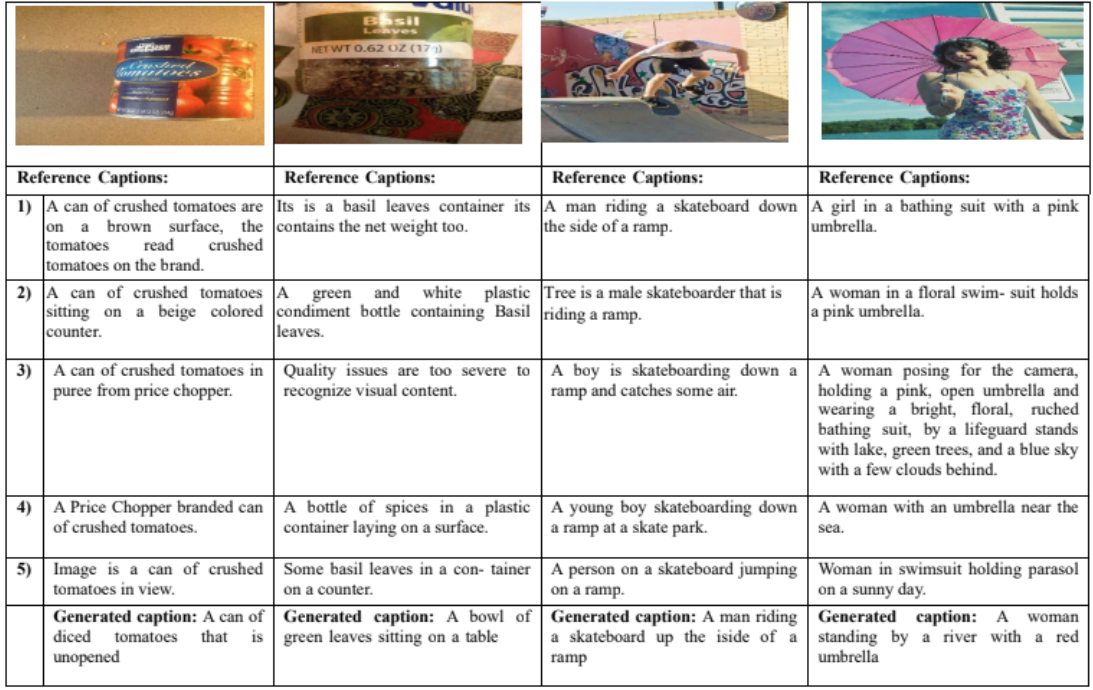 Crushed
Tomatoes
Basil
Leaves
NET WT 0.62 OZ (17g)
Reference Captions:
Reference Captions:
Reference Captions:
Reference Captions:
1)
A can of crushed tomatoes are
on a brown surface, the
tomatoes read crushed
tomatoes on the brand.
Its is a basil leaves container its
contains the net weight too.
A man riding a skateboard down
the side of a ramp.
A girl in a bathing suit with a pink
umbrella.
2)
A can of crushed tomatoes
sitting on a beige colored
counter.
A green and white plastic
condiment bottle containing Basil
leaves.
Tree is a male skateboarder that is
riding a ramp.
A woman in a floral swim- suit holds
a pink umbrella.
3)
A can of crushed tomatoes in
puree from price chopper.
Quality issues are too severe to
recognize visual content.
A boy is skateboarding down a
ramp and catches some air.
A woman posing for the camera,
holding a pink, open umbrella and
wearing a bright, floral, ruched
bathing suit, by a lifeguard stands
with lake, green trees, and a blue sky
with a few clouds behind.
4)
A Price Chopper branded can
of crushed tomatoes.
A bottle of spices in a plastic
container laying on a surface.
A young boy skateboarding down
a ramp at a skate park.
A woman with an umbrella near the
sea.
5)
Image is a can of crushed
tomatoes in view.
Some basil leaves in a con- tainer
on a counter.
A person on a skateboard jumping
on a ramp.
Woman in swimsuit holding parasol
on a sunny day.
Generated caption: A can of
diced tomatoes that is
unopened
Generated caption: A bowl of
green leaves sitting on a table
Generated caption: A man riding
a skateboard up the iside of a
ramp
Generated caption: A woman
standing by a river with a red
umbrella